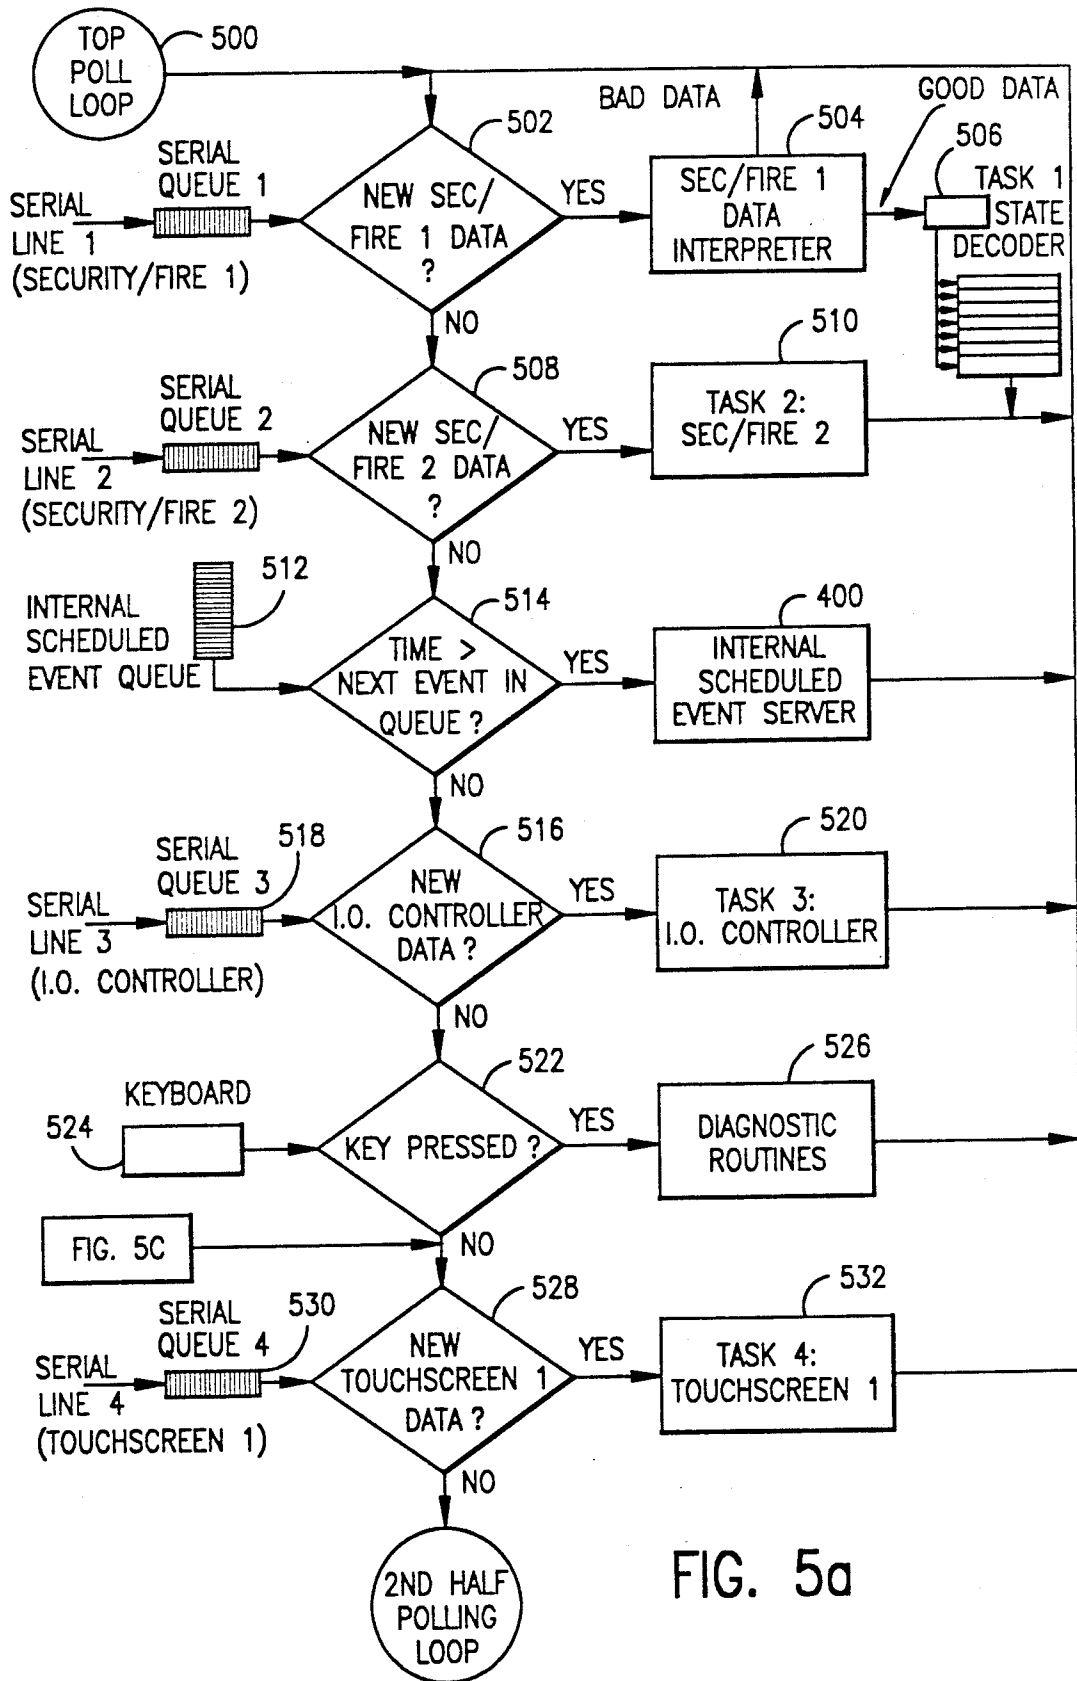 TOP
POLL
LOOP
500
BAD DATA
GOOD DATA
502
504
506
SERIAL
QUEUE 1
SERIAL
LINE 1
(SECURITY/FIRE 1)
NEW SEC/
FIRE 1 DATA
?
YES
SEC/FIRE 1
DATA
INTERPRETER
TASK 1
STATE
DECODER
NO
508
510
SERIAL
QUEUE 2
SERIAL
LINE 2
(SECURITY/FIRE 2)
NEW SEC/
FIRE 2 DATA
?
YES
TASK 2:
SEC/FIRE 2
NO
512
514
400
INTERNAL
SCHEDULED
EVENT QUEUE
TIME >
NEXT EVENT IN
QUEUE ?
YES
INTERNAL
SCHEDULED
EVENT SERVER
NO
518
516
520
SERIAL
QUEUE 3
SERIAL
LINE 3
(I.O. CONTROLLER)
NEW
I.O. CONTROLLER
DATA ?
YES
TASK 3:
I.O. CONTROLLER
NO
522
526
KEYBOARD
524
KEY PRESSED ?
YES
DIAGNOSTIC
ROUTINES
FIG. 5C
NO
530
528
532
SERIAL
QUEUE 4
SERIAL
LINE 4
(TOUCHSCREEN 1)
NEW
TOUCHSCREEN 1
DATA ?
YES
TASK 4:
TOUCHSCREEN 1
NO
2ND HALF
POLLING
LOOP
FIG. 5a